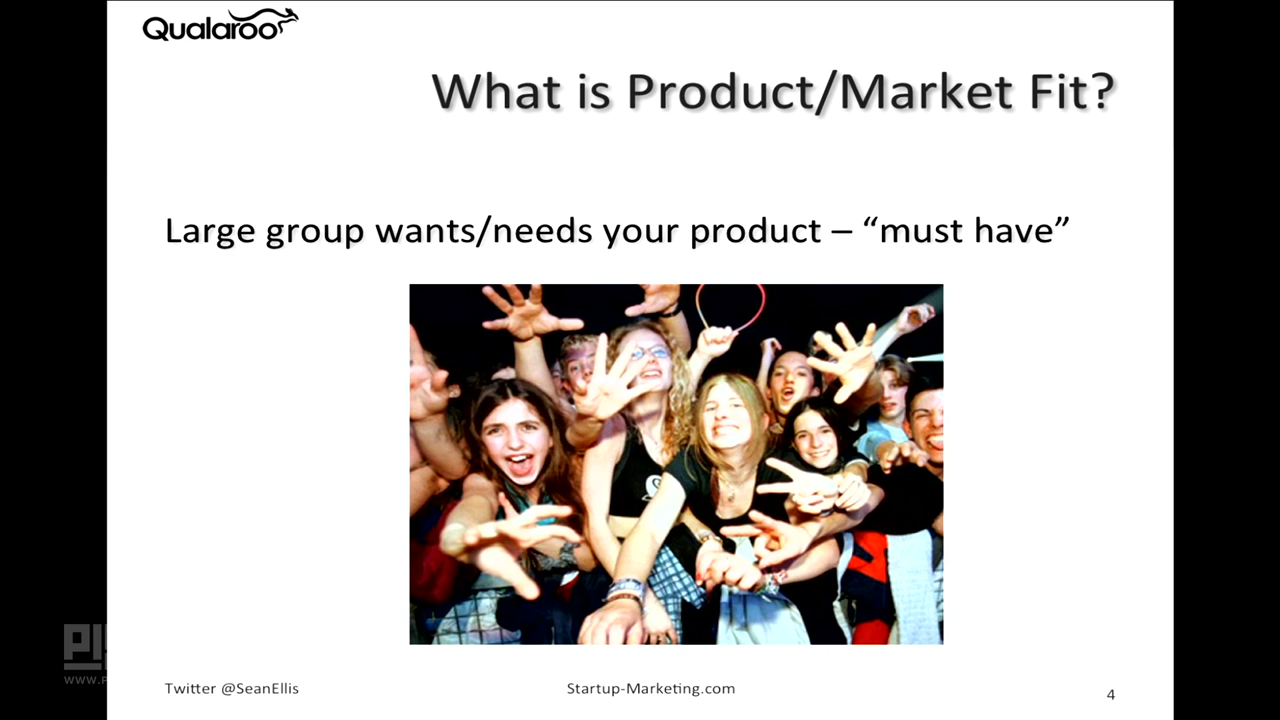 Qualaroo
What is Product/Market Fit?
Large group wants/needs your product – “must have”
Twitter @SeanEllis
Startup-Marketing.com
4